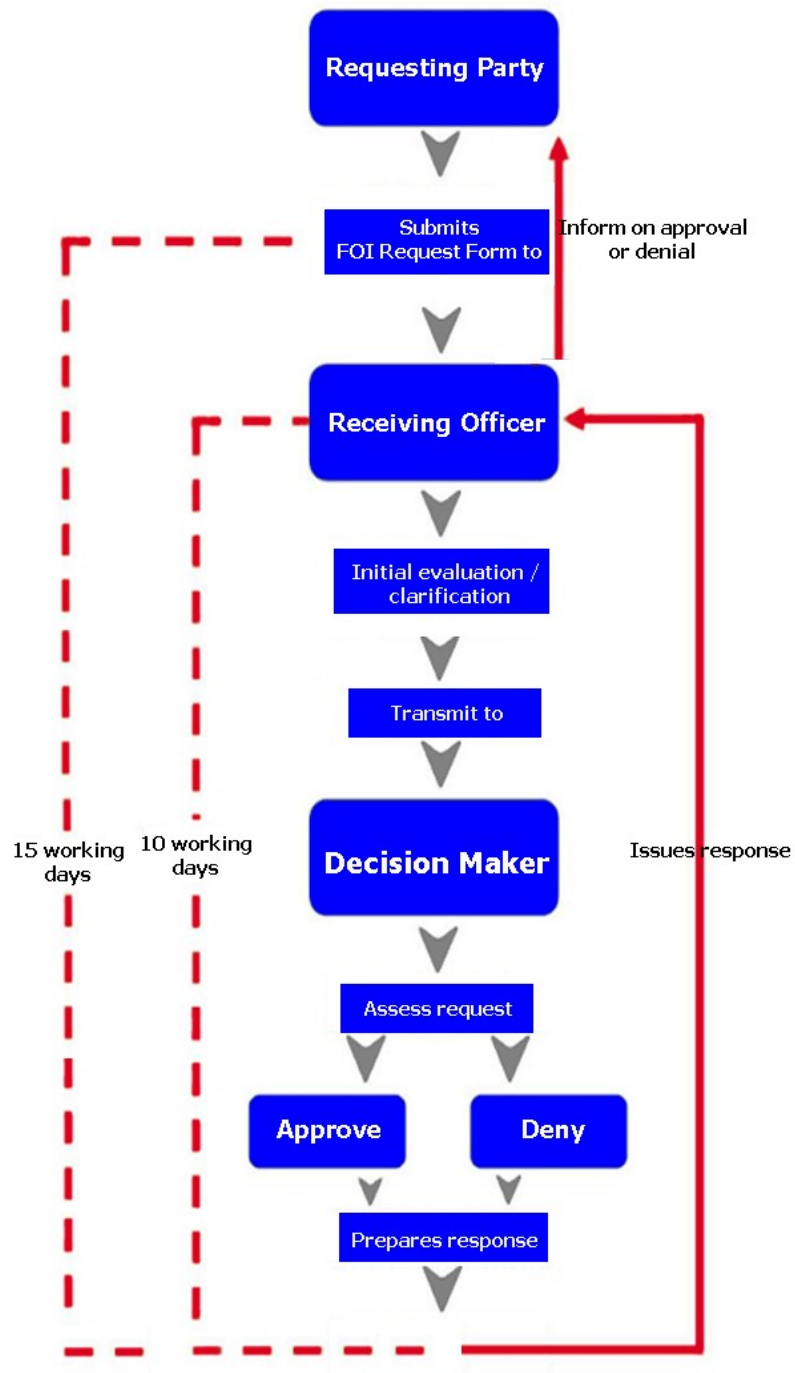 Requesting Party
Submits
FOI Request Form to
Inform on approval
or denial
Receiving Officer
Initial evaluation /
clarification
Transmit to
15 working
days
10 working
days
Decision Maker
Issues response
Assess request
Approve
Deny
Prepares response